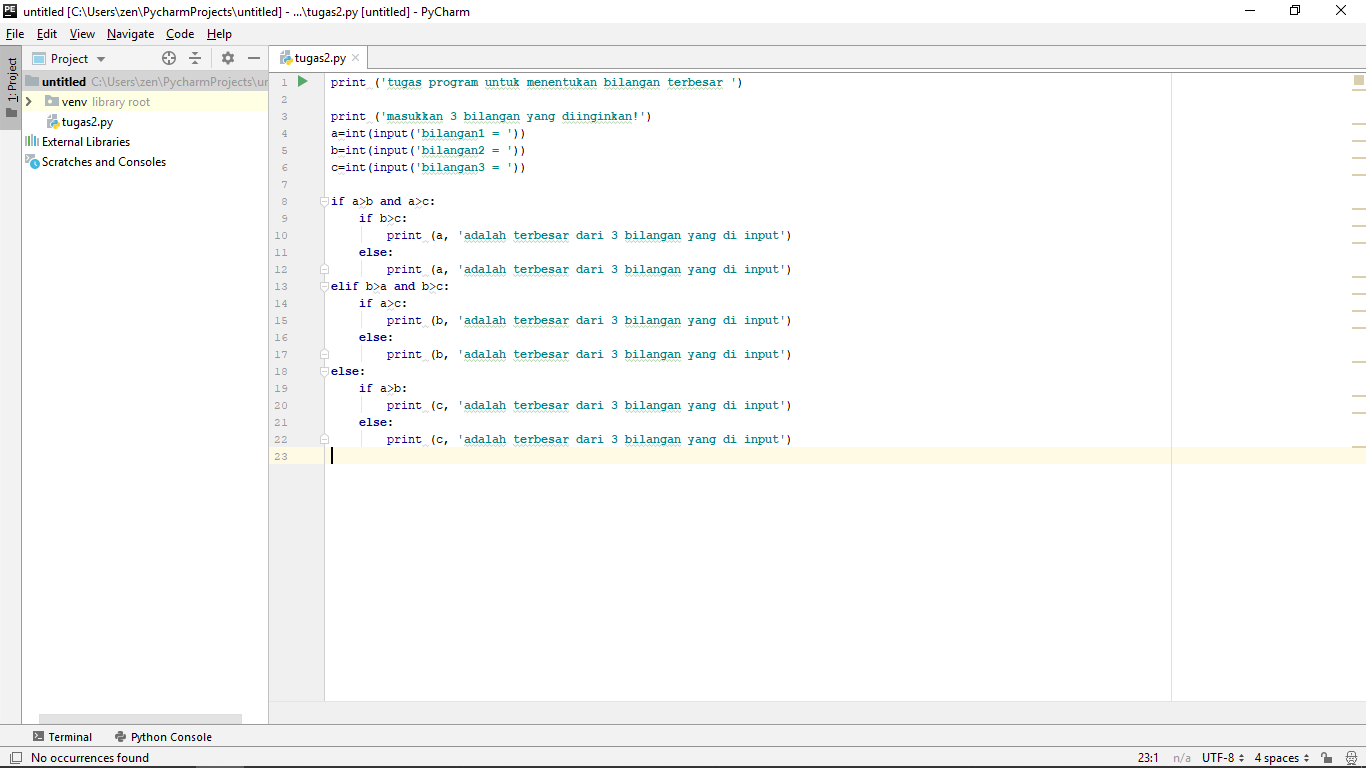 untitled [C:\Users\zen\PycharmProjects\untitled] - ...\tugas2.py [untitled] - PyCharm
File Edit View Navigate Code Help
1: Project
Project
tugas2.py
untitled C:\Users\zen\PycharmProjects\un
venv library root
tugas2.py
External Libraries
Scratches and Consoles
1 print ('tugas program untuk menentukan bilangan terbesar ')
2
3 print ('masukkan 3 bilangan yang diinginkan!')
4 a=int(input('bilangan1 = '))
5 b=int(input('bilangan2 = '))
6 c=int(input('bilangan3 = '))
7
8 if a>b and a>c:
9     if b>c:
10         print (a, 'adalah terbesar dari 3 bilangan yang di input')
11     else:
12         print (a, 'adalah terbesar dari 3 bilangan yang di input')
13 elif b>a and b>c:
14     if a>c:
15         print (b, 'adalah terbesar dari 3 bilangan yang di input')
16     else:
17         print (b, 'adalah terbesar dari 3 bilangan yang di input')
18 else:
19     if a>b:
20         print (c, 'adalah terbesar dari 3 bilangan yang di input')
21     else:
22         print (c, 'adalah terbesar dari 3 bilangan yang di input')
23
Terminal Python Console
No occurrences found 23:1 n/a UTF-8 4 spaces